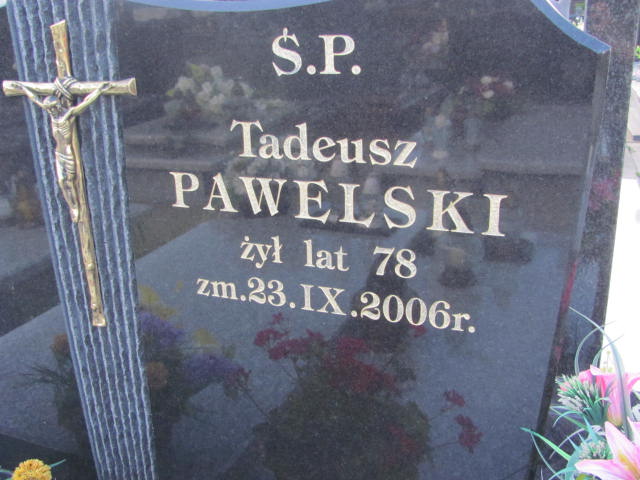 Ś.P.
Tadeusz
PAWELSKI
żył lat 78
zm.23.IX.2006r.